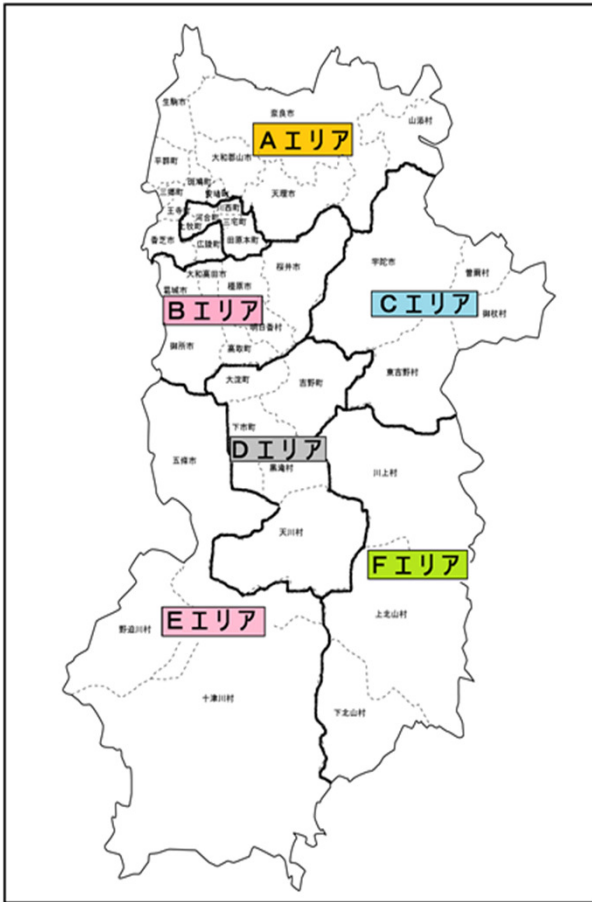 生駒市
奈良市
山添村
Aエリア
平群町
大和郡山市
斑鳩町
安堵町
三郷町
天理市
川西町
王寺町
河合町
三宅町
上牧町
香芝市
広陵町
田原本町
大和高田市
桜井市
宇陀市
曽爾村
葛城市
橿原市
Bエリア
Cエリア
御杖村
明日香村
御所市
高取町
東吉野村
大淀町
吉野町
下市町
Dエリア
五條市
黒滝村
川上村
天川村
Fエリア
Eエリア
野迫川村
上北山村
十津川村
下北山村